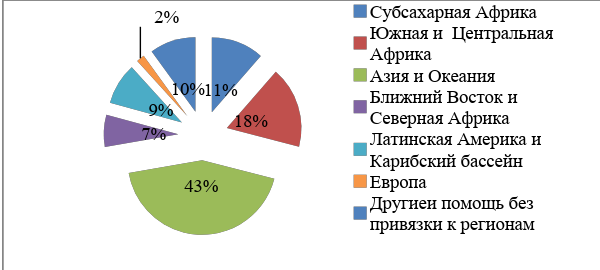 2%
10%
11%
9%
18%
7%
43%
Субсахарная Африка
Южная и Центральная
Африка
Азия и Океания
Ближний Восток и
Северная Африка
Латинская Америка и
Карибский бассейн
Европа
Другиеи помощь без
привязки к регионам